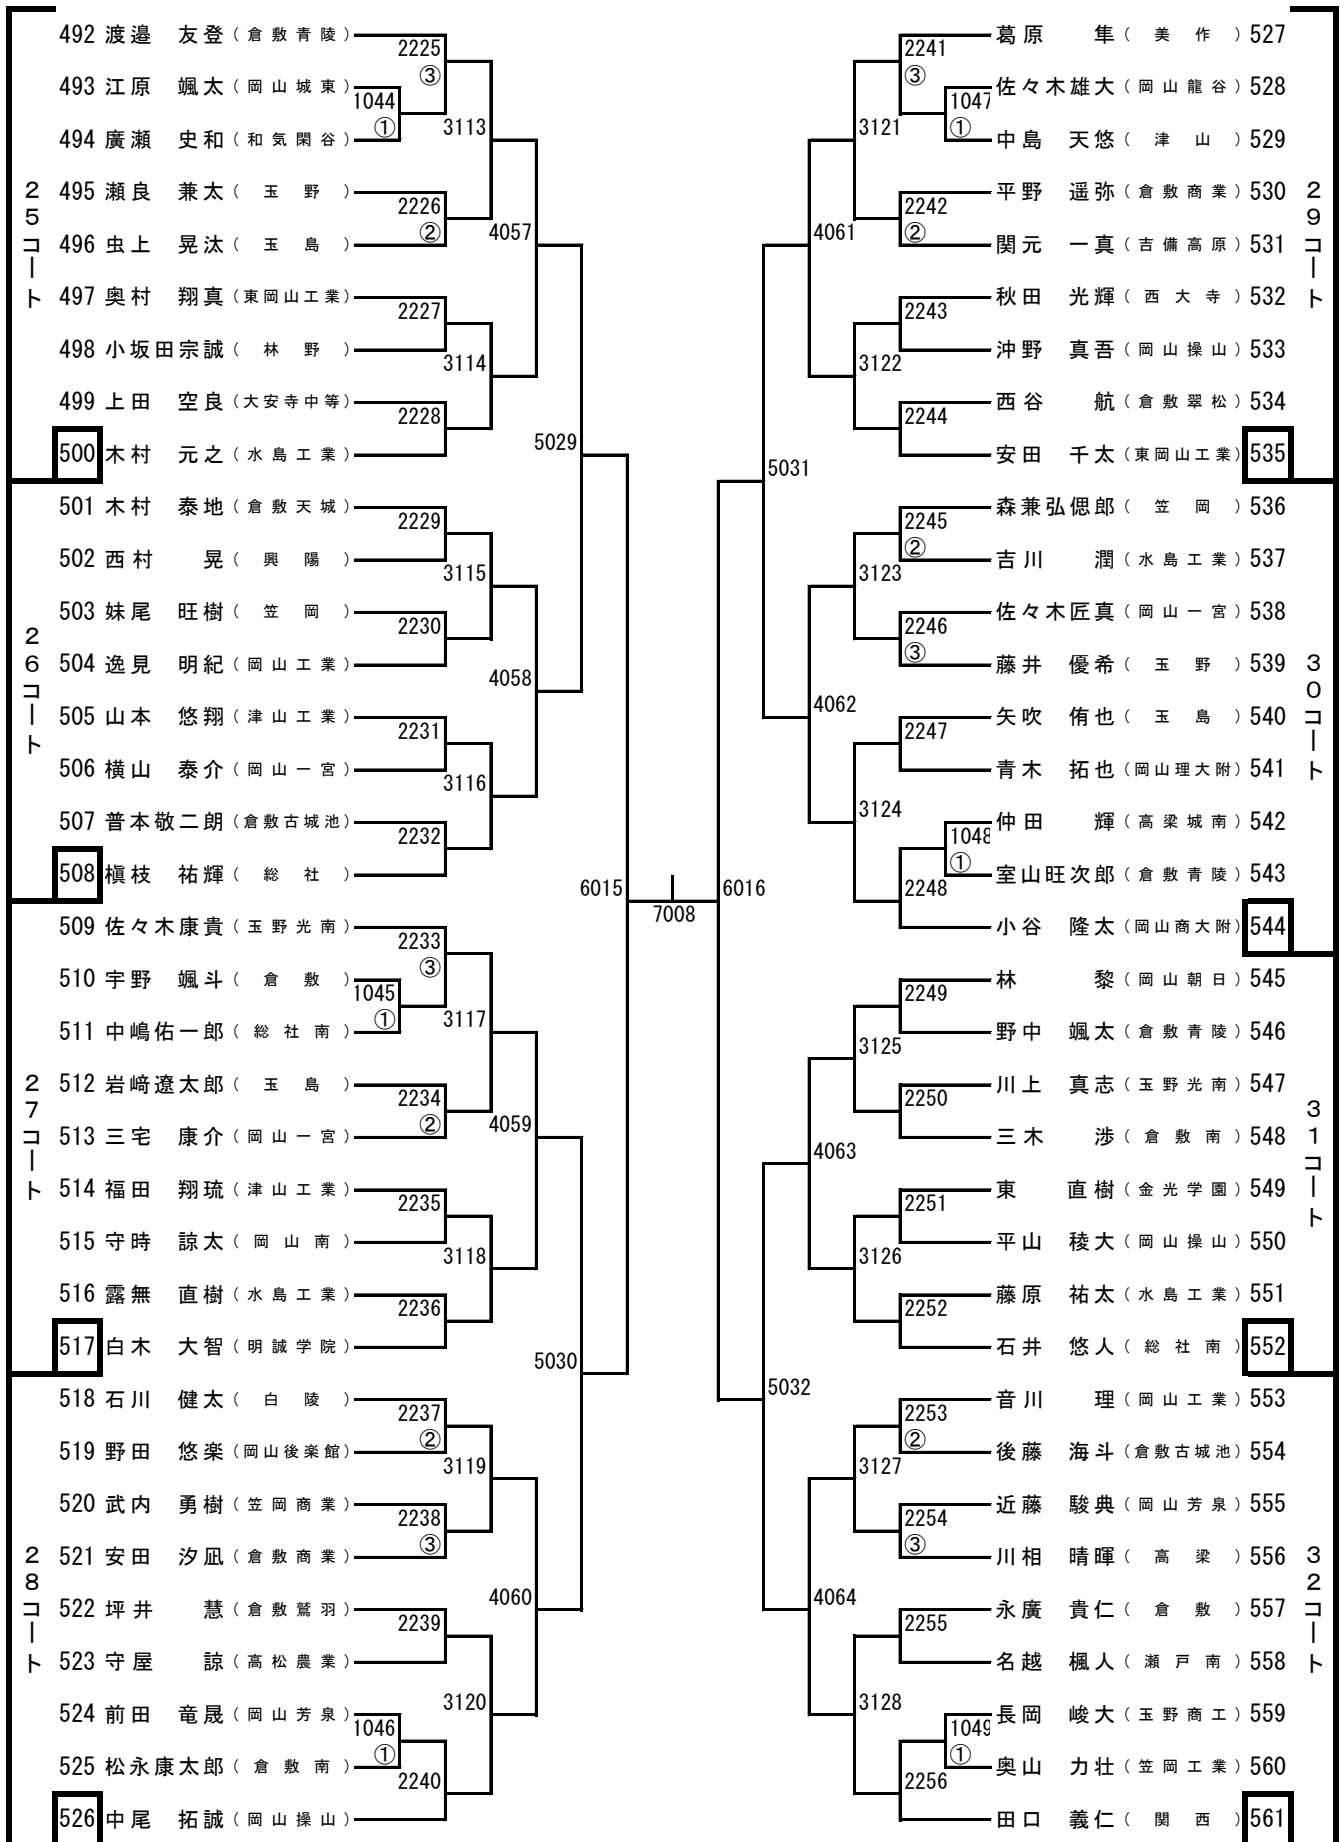 25コート
492 渡邉 友登 (倉敷青陵)
2225
③
493 江原 颯太 (岡山城東)
1044
①
494 廣瀬 史和 (和気閑谷)
3113
495 瀬良 兼太 (玉野)
2226
②
496 虫上 晃汰 (玉島)
4057
497 奥村 翔真 (東岡山工業)
2227
498 小坂田宗誠 (林野)
3114
499 上田 空良 (大安寺中等)
2228
500 木村 元之 (水島工業)
5029
26コート
501 木村 泰地 (倉敷天城)
2229
502 西村 晃 (興陽)
3115
503 妹尾 旺樹 (笠岡)
2230
504 逸見 明紀 (岡山工業)
4058
505 山本 悠翔 (津山工業)
2231
506 横山 泰介 (岡山一宮)
3116
507 普本敬二朗 (倉敷古城池)
2232
508 槇枝 祐輝 (総社)
6015
27コート
509 佐々木康貴 (玉野光南)
2233
③
510 宇野 颯斗 (倉敷)
1045
①
511 中嶋佑一郎 (総社南)
3117
512 岩﨑遼太郎 (玉島)
2234
②
513 三宅 康介 (岡山一宮)
4059
514 福田 翔琉 (津山工業)
2235
515 守時 諒太 (岡山南)
3118
516 露無 直樹 (水島工業)
2236
517 白木 大智 (明誠学院)
5030
28コート
518 石川 健太 (白陵)
2237
②
519 野田 悠楽 (岡山後楽館)
3119
520 武内 勇樹 (笠岡商業)
2238
③
521 安田 汐凪 (倉敷商業)
4060
522 坪井 慧 (倉敷鷲羽)
2239
523 守屋 諒 (高松農業)
3120
524 前田 竜晟 (岡山芳泉)
1046
①
525 松永康太郎 (倉敷南)
2240
526 中尾 拓誠 (岡山操山)
7008
29コート
葛原 隼 (美作) 527
2241
③
佐々木雄大 (岡山龍谷) 528
1047
①
中島 天悠 (津山) 529
3121
平野 遥弥 (倉敷商業) 530
2242
②
関元 一真 (吉備高原) 531
4061
秋田 光輝 (西大寺) 532
2243
沖野 真吾 (岡山操山) 533
3122
西谷 航 (倉敷翠松) 534
2244
安田 千太 (東岡山工業) 535
5031
30コート
森兼弘偲郎 (笠岡) 536
2245
②
吉川 潤 (水島工業) 537
3123
佐々木匠真 (岡山一宮) 538
2246
③
藤井 優希 (玉野) 539
4062
矢吹 侑也 (玉島) 540
2247
青木 拓也 (岡山理大附) 541
3124
仲田 輝 (高梁城南) 542
1048
①
室山旺次郎 (倉敷青陵) 543
2248
小谷 隆太 (岡山商大附) 544
6016
31コート
林 黎 (岡山朝日) 545
2249
野中 颯太 (倉敷青陵) 546
3125
川上 真志 (玉野光南) 547
2250
三木 渉 (倉敷南) 548
4063
東 直樹 (金光学園) 549
2251
平山 稜大 (岡山操山) 550
3126
藤原 祐太 (水島工業) 551
2252
石井 悠人 (総社南) 552
5032
32コート
音川 理 (岡山工業) 553
2253
②
後藤 海斗 (倉敷古城池) 554
3127
近藤 駿典 (岡山芳泉) 555
2254
③
川相 晴暉 (高梁) 556
4064
永廣 貴仁 (倉敷) 557
2255
名越 楓人 (瀬戸南) 558
3128
長岡 峻大 (玉野商工) 559
1049
①
奥山 力壮 (笠岡工業) 560
2256
田口 義仁 (関西) 561